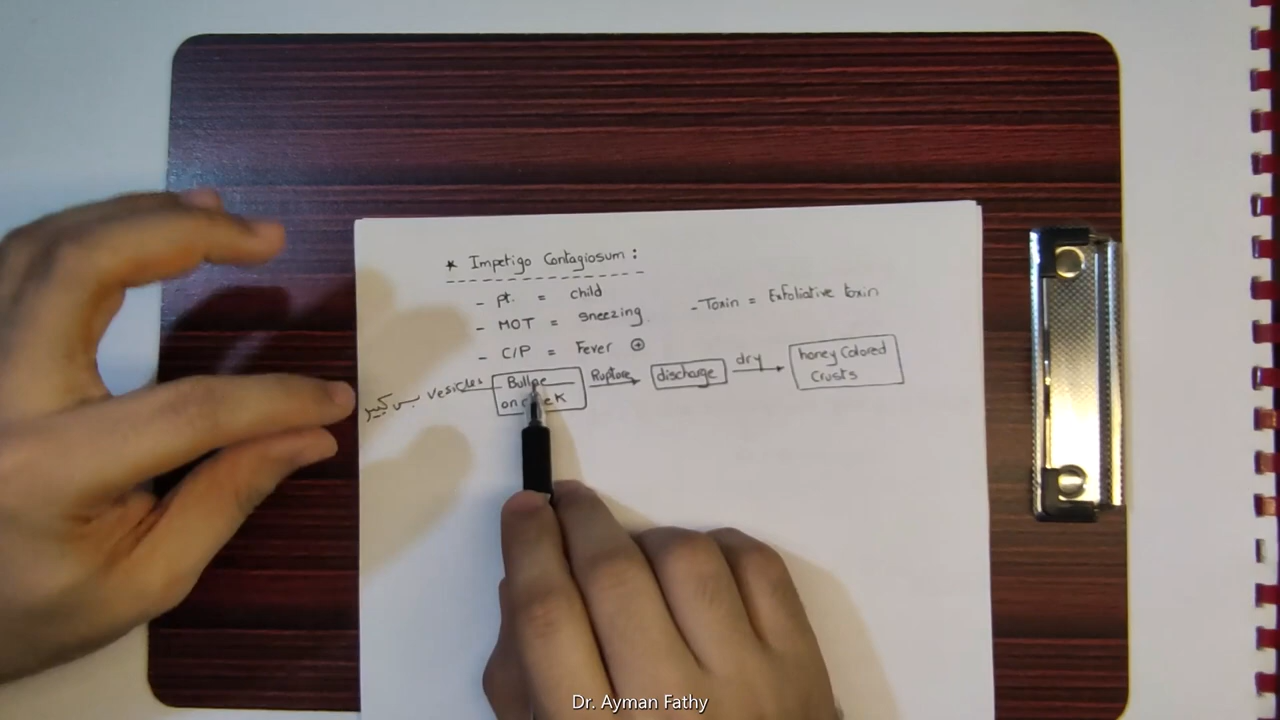 * Impetigo Contagiosum :
- pt. = child
- MOT = sneezing
- C/P = Fever ⊕
- Toxin = Exfoliative toxin
vesicles بس كبير
Bullae
on
Rupture
discharge
dry
honey Colored
Crusts
Dr. Ayman Fathy